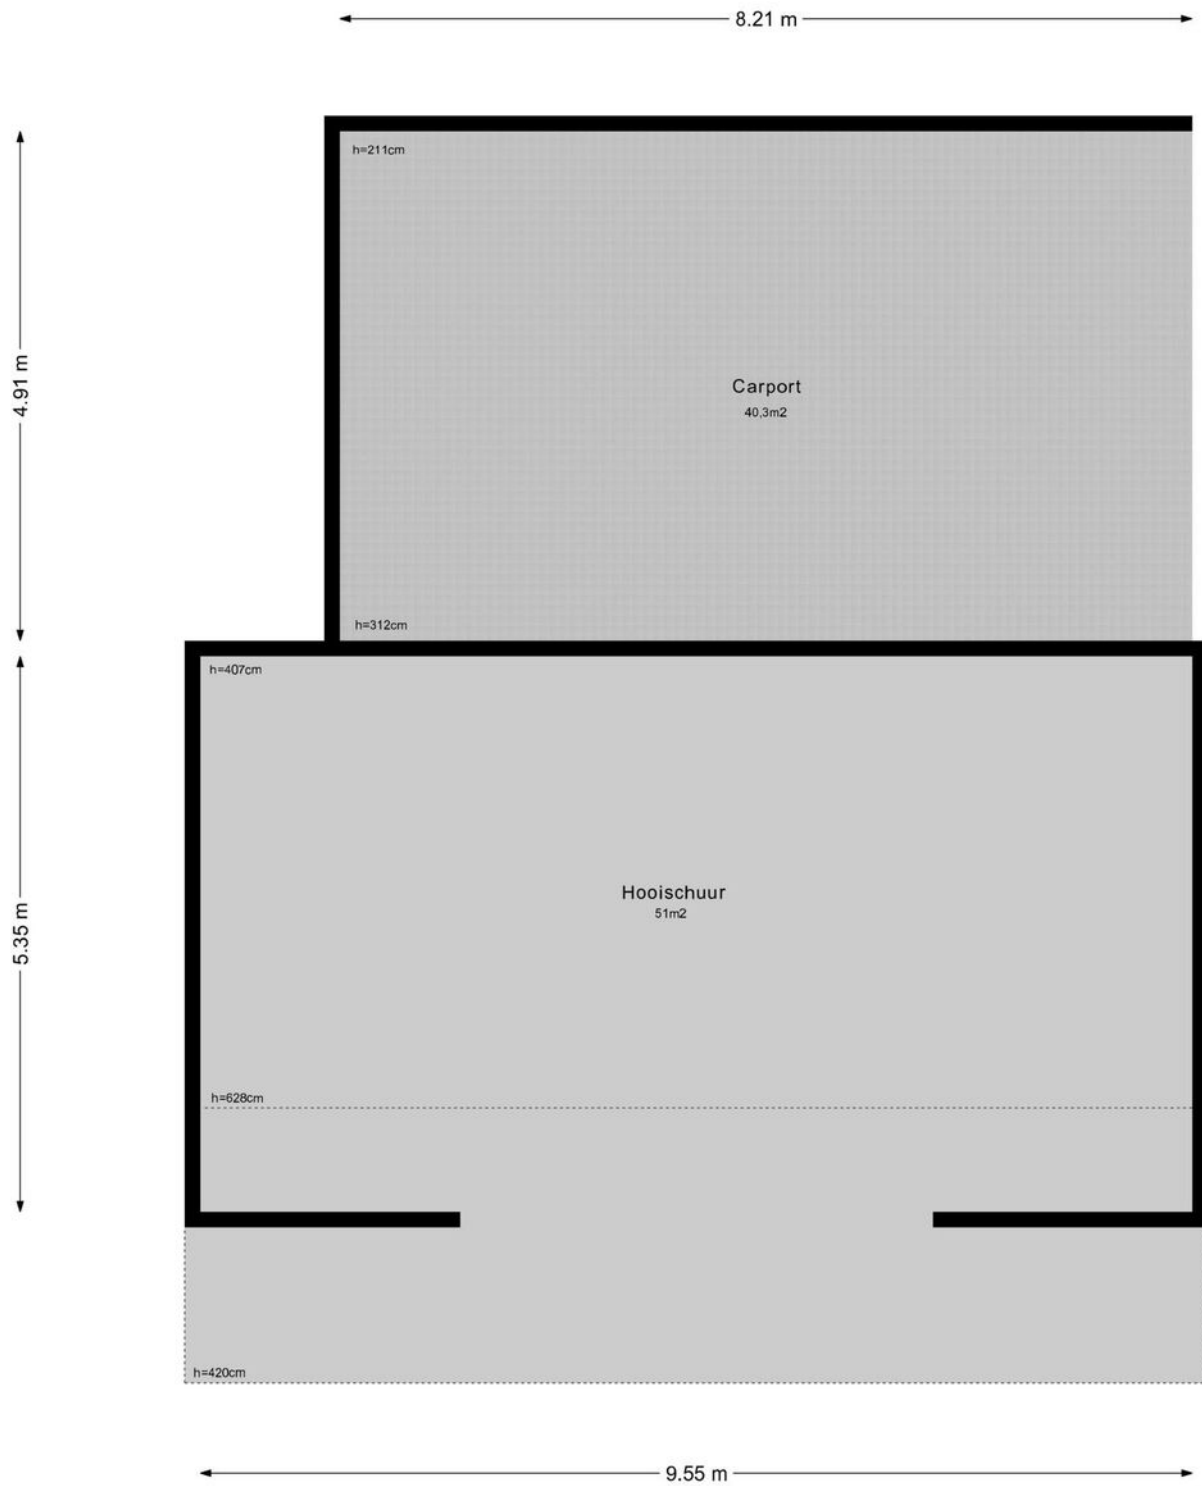 8.21 m
h=211cm
4.91 m
Carport
40,3m2
h=312cm
h=407cm
Hooischuur
51m2
5.35 m
h=628cm
h=420cm
9.55 m